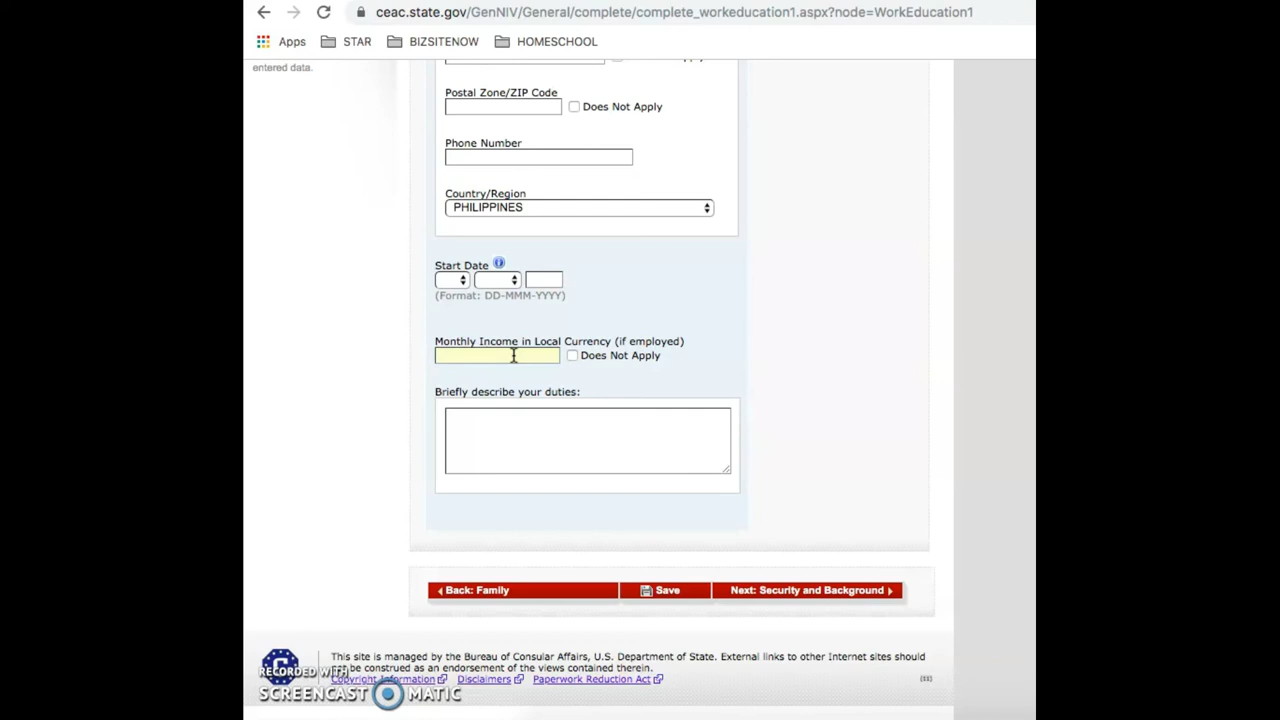 ceac.state.gov/GenNIV/General/complete/complete_workeducation1.aspx?node=WorkEducation1
Apps STAR BIZSITENOW HOMESCHOOL
entered data.
Postal Zone/ZIP Code
Does Not Apply
Phone Number
Country/Region
PHILIPPINES
Start Date
(Format: DD-MMM-YYYY)
Monthly Income in Local Currency (if employed)
Does Not Apply
Briefly describe your duties:
Back: Family Save Next: Security and Background
This site is managed by the Bureau of Consular Affairs, U.S. Department of State. External links to other Internet sites should
be construed as an endorsement of the views contained therein.
Copyright Information Disclaimers Paperwork Reduction Act
RECORDED WITH
SCREENCAST MATIC